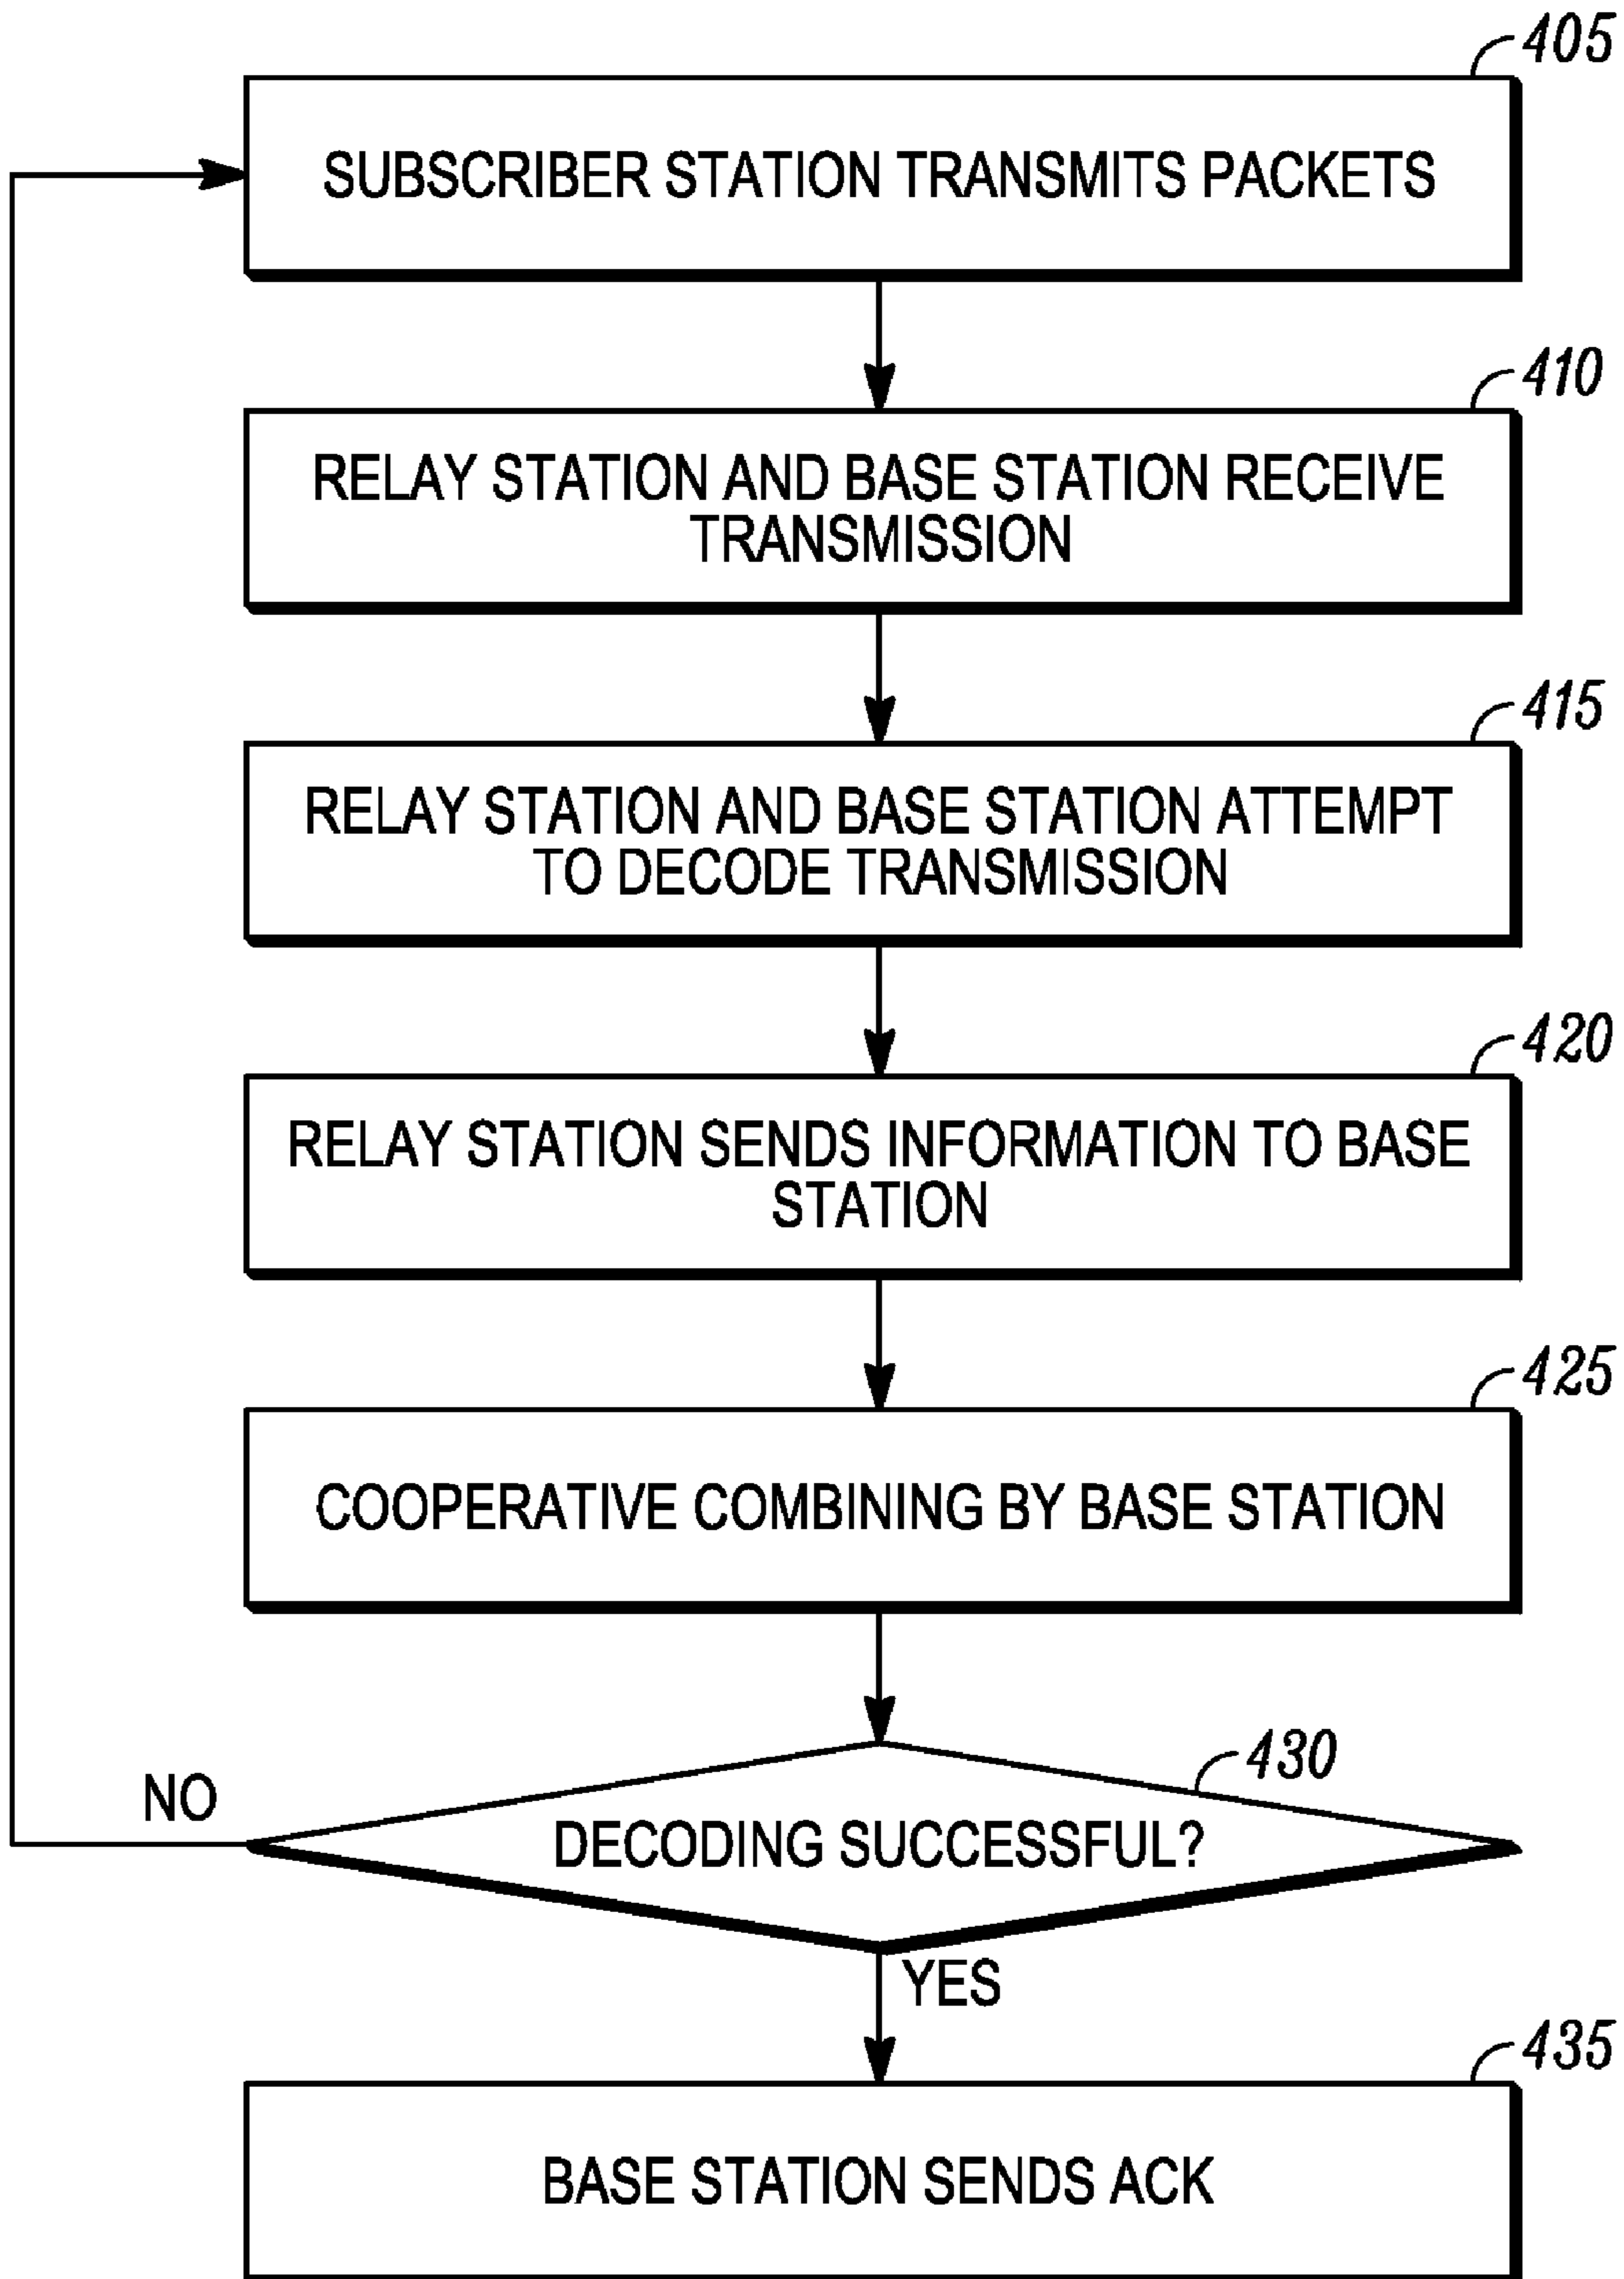 405
SUBSCRIBER STATION TRANSMITS PACKETS
410
RELAY STATION AND BASE STATION RECEIVE
TRANSMISSION
415
RELAY STATION AND BASE STATION ATTEMPT
TO DECODE TRANSMISSION
420
RELAY STATION SENDS INFORMATION TO BASE
STATION
425
COOPERATIVE COMBINING BY BASE STATION
430
NO
DECODING SUCCESSFUL?
YES
435
BASE STATION SENDS ACK